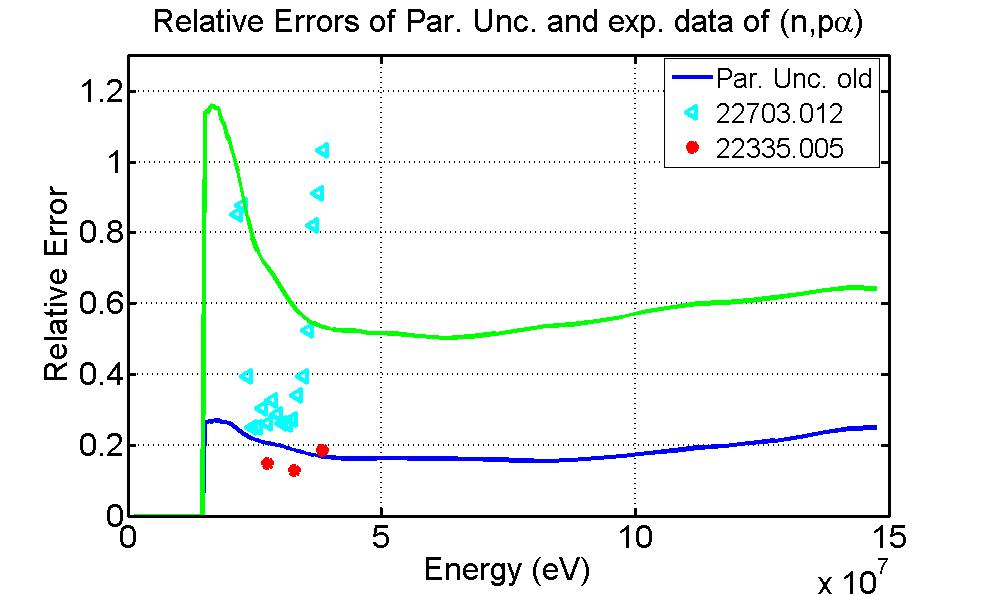 Relative Errors of Par. Unc. and exp. data of (n,pα)
Relative Error
1.2
1
0.8
0.6
0.4
0.2
0
0
5
10
15
x 10^7
Energy (eV)
Par. Unc. old
22703.012
22335.005